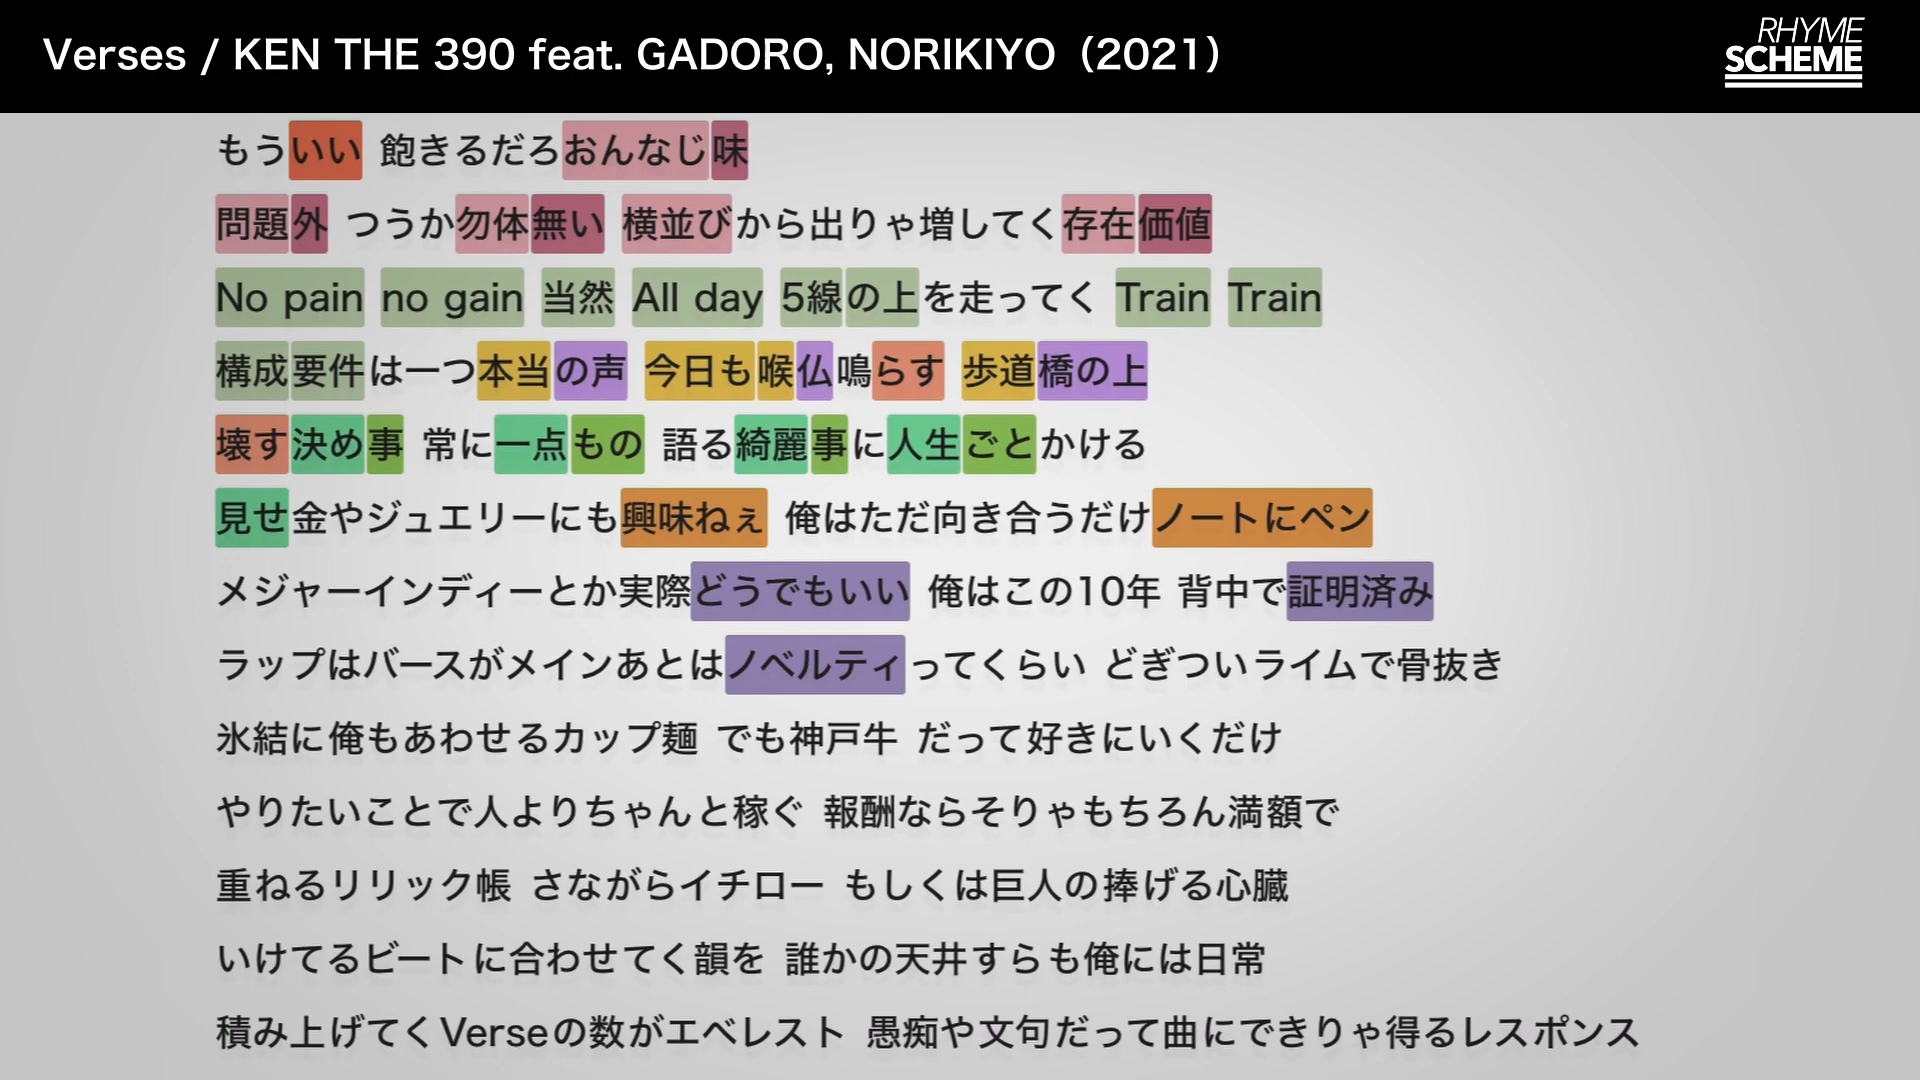 Verses / KEN THE 390 feat. GADORO, NORIKIYO（2021）
RHYME
SCHEME
もういい 飽きるだろおんなじ味
問題外 つうか勿体無い 横並びから出りゃ増してく存在価値
No pain no gain 当然 All day 5線の上を走ってく Train Train
構成要件は一つ本当の声 今日も喉仏鳴らす 歩道橋の上
壊す決め事 常に一点もの 語る綺麗事に人生ごとかける
見せ金やジュエリーにも興味ねぇ 俺はただ向き合うだけノートにペン
メジャーインディーとか実際どうでもいい 俺はこの10年 背中で証明済み
ラップはバースがメインあとはノベルティってくらい どぎついライムで骨抜き
氷結に俺もあわせるカップ麺 でも神戸牛 だって好きにいくだけ
やりたいことで人よりちゃんと稼ぐ 報酬ならそりゃもちろん満額で
重ねるリリック帳 さながらイチロー もしくは巨人の捧げる心臓
いけてるビートに合わせてく韻を 誰かの天井すらも俺には日常
積み上げてくVerseの数がエベレスト 愚痴や文句だって曲にできりゃ得るレスポンス